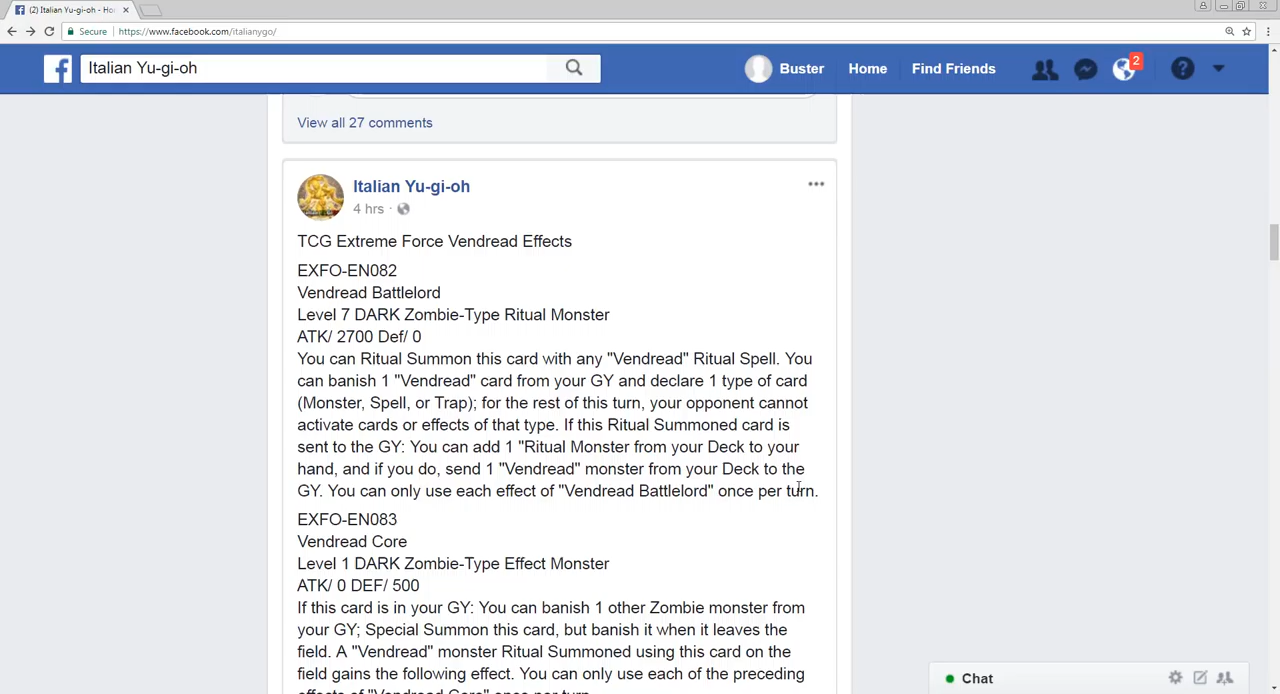 (2) Italian Yu-gi-oh - Ho
Secure
https://www.facebook.com/italianygo/
Italian Yu-gi-oh
Buster
Home
Find Friends
2
?
View all 27 comments
Italian Yu-gi-oh
4 hrs ·
TCG Extreme Force Vendread Effects
EXFO-EN082
Vendread Battlelord
Level 7 DARK Zombie-Type Ritual Monster
ATK/ 2700 Def/ 0
You can Ritual Summon this card with any "Vendread" Ritual Spell. You
can banish 1 "Vendread" card from your GY and declare 1 type of card
(Monster, Spell, or Trap); for the rest of this turn, your opponent cannot
activate cards or effects of that type. If this Ritual Summoned card is
sent to the GY: You can add 1 "Ritual Monster from your Deck to your
hand, and if you do, send 1 "Vendread" monster from your Deck to the
GY. You can only use each effect of "Vendread Battlelord" once per turn.
EXFO-EN083
Vendread Core
Level 1 DARK Zombie-Type Effect Monster
ATK/ 0 DEF/ 500
If this card is in your GY: You can banish 1 other Zombie monster from
your GY; Special Summon this card, but banish it when it leaves the
field. A "Vendread" monster Ritual Summoned using this card on the
field gains the following effect. You can only use each of the preceding
effects of "Vendread Core" once per turn.
Chat